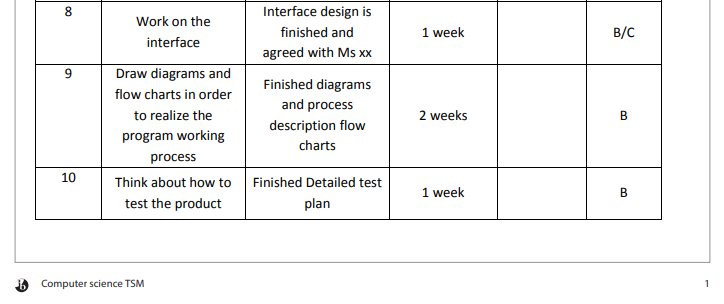 8
Work on the
interface
Interface design is
finished and
agreed with Ms xx
1 week
B/C
9
Draw diagrams and
flow charts in order
to realize the
program working
process
Finished diagrams
and process
description flow
charts
2 weeks
B
10
Think about how to
test the product
Finished Detailed test
plan
1 week
B
Computer science TSM
1